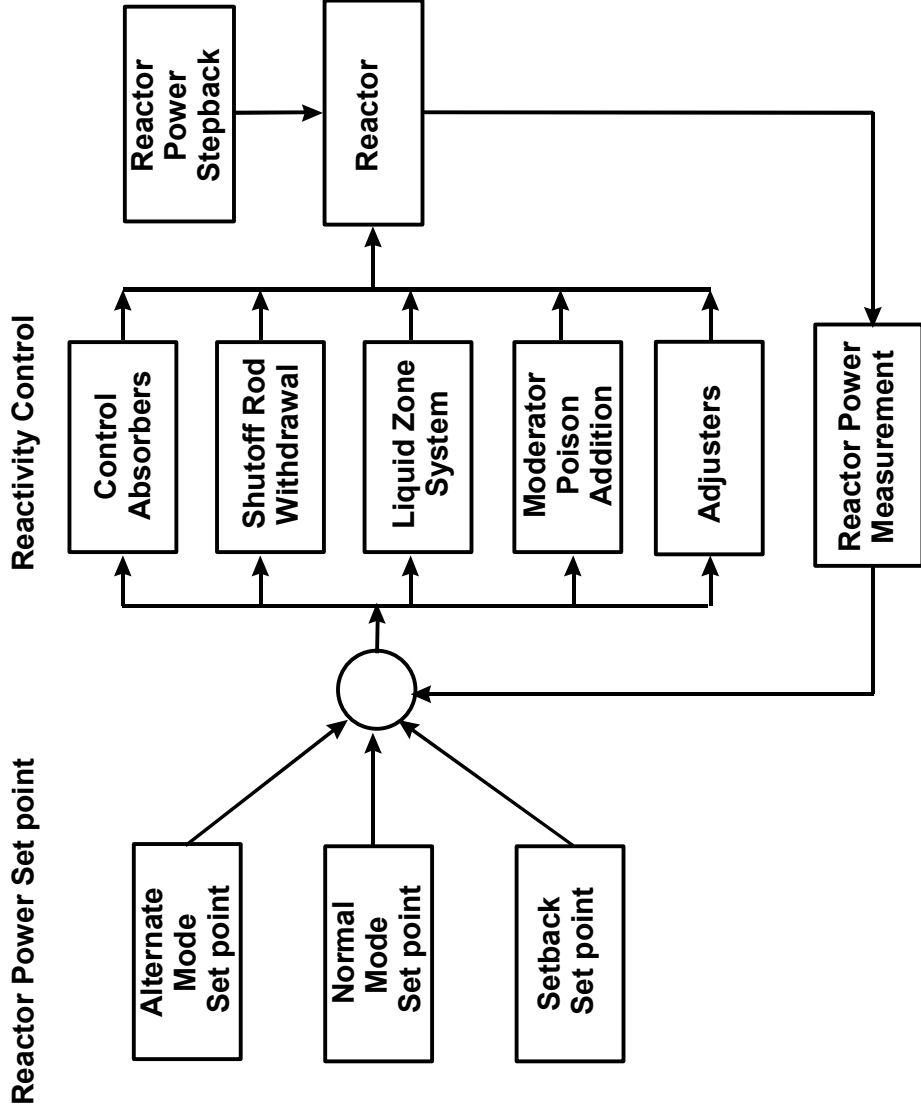 Reactor Power Set point
Reactivity Control
Alternate
Mode
Set point
Normal
Mode
Set point
Setback
Set point
Control
Absorbers
Shutoff Rod
Withdrawal
Liquid Zone
System
Moderator
Poison
Addition
Adjusters
Reactor
Power
Stepback
Reactor
Reactor Power
Measurement